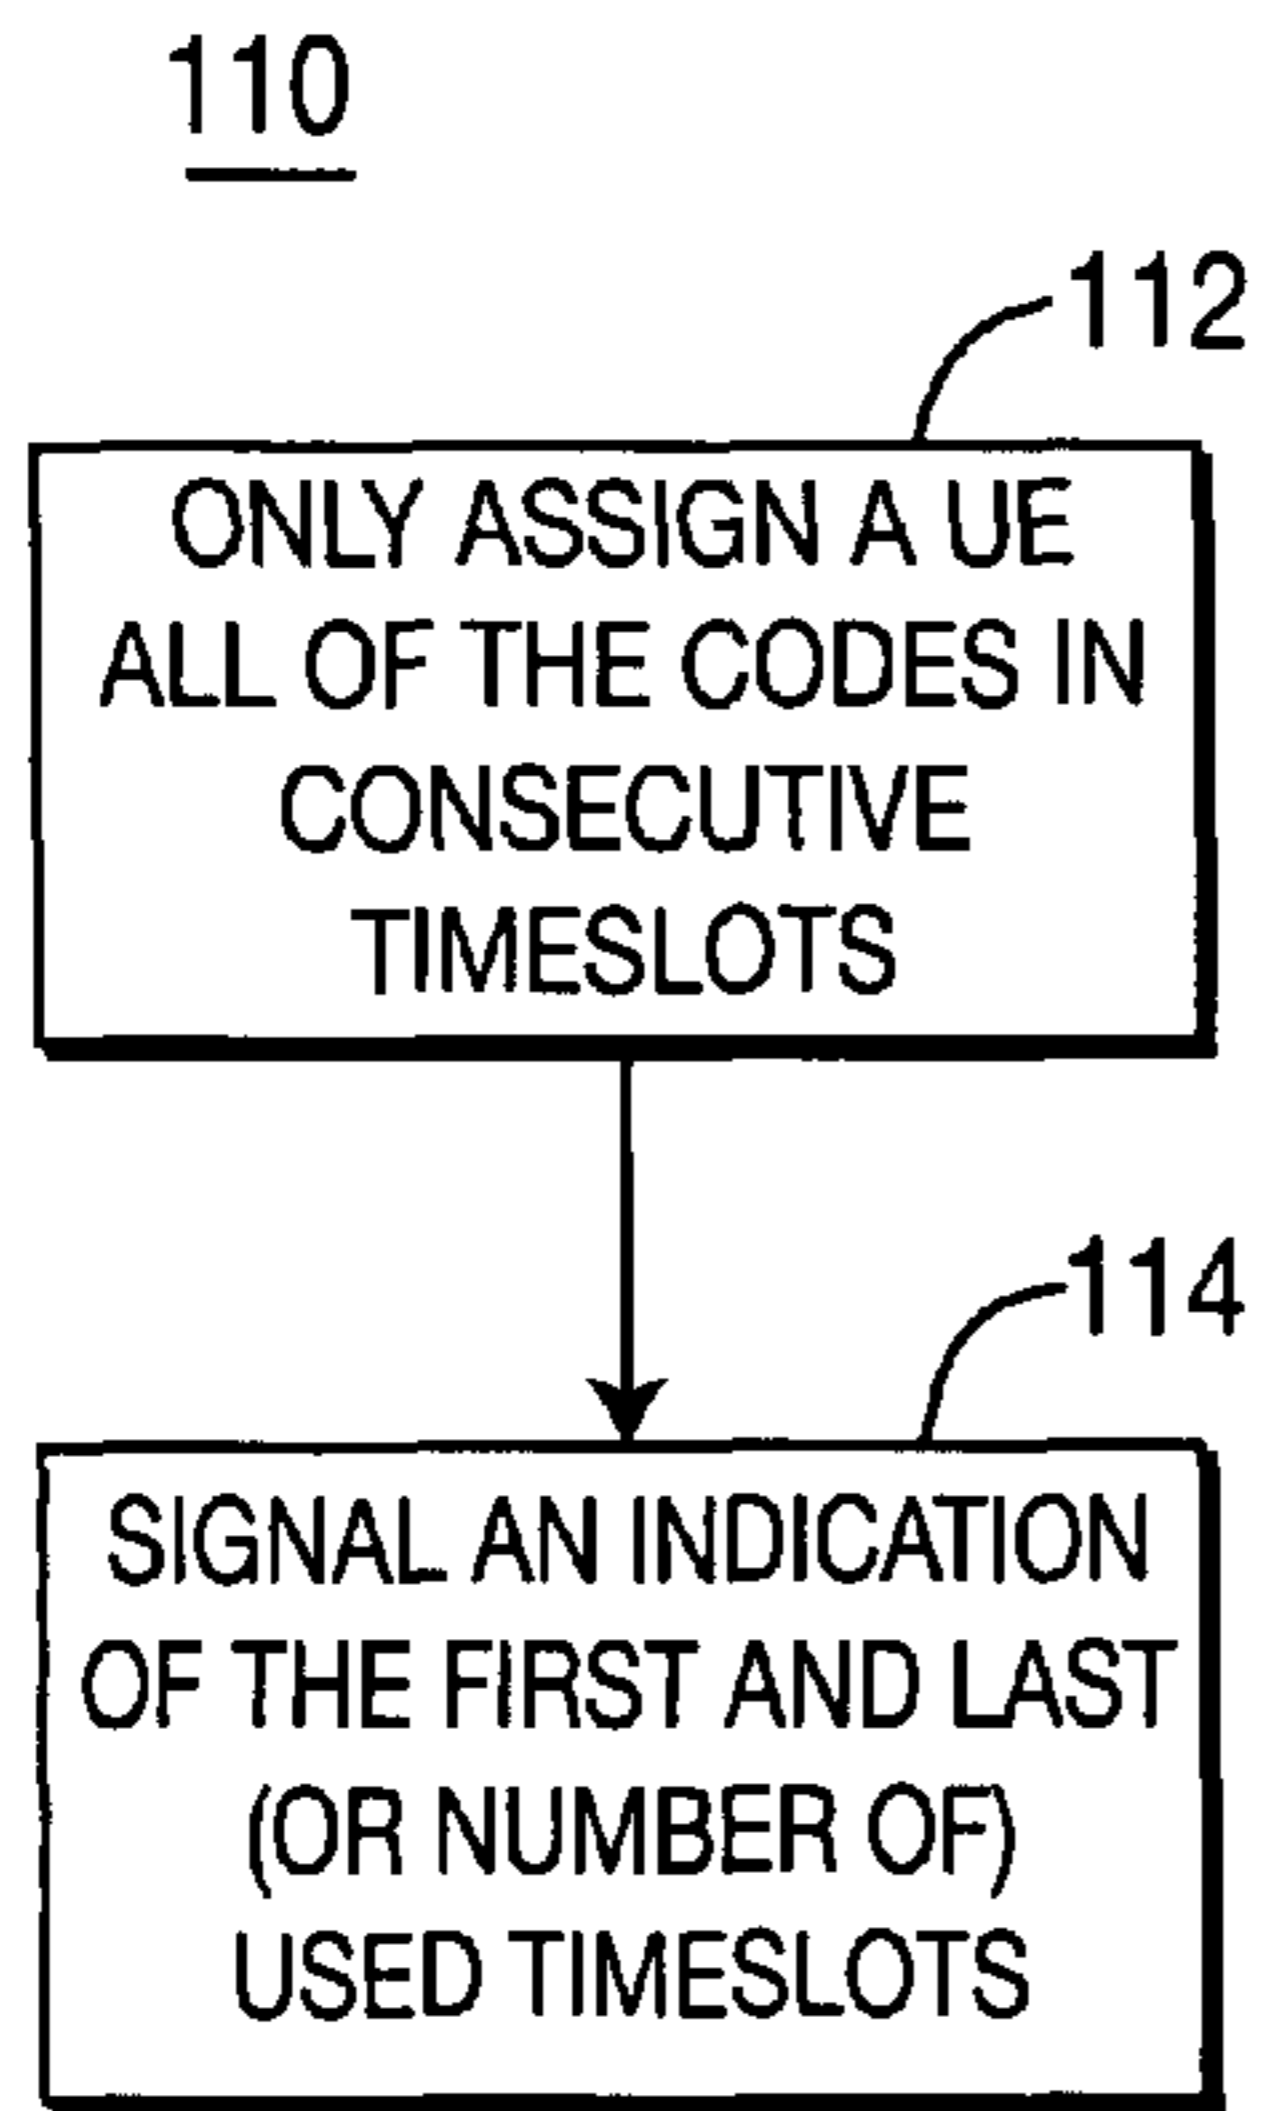 110
112
ONLY ASSIGN A UE
ALL OF THE CODES IN
CONSECUTIVE
TIMESLOTS
114
SIGNAL AN INDICATION
OF THE FIRST AND LAST
(OR NUMBER OF)
USED TIMESLOTS